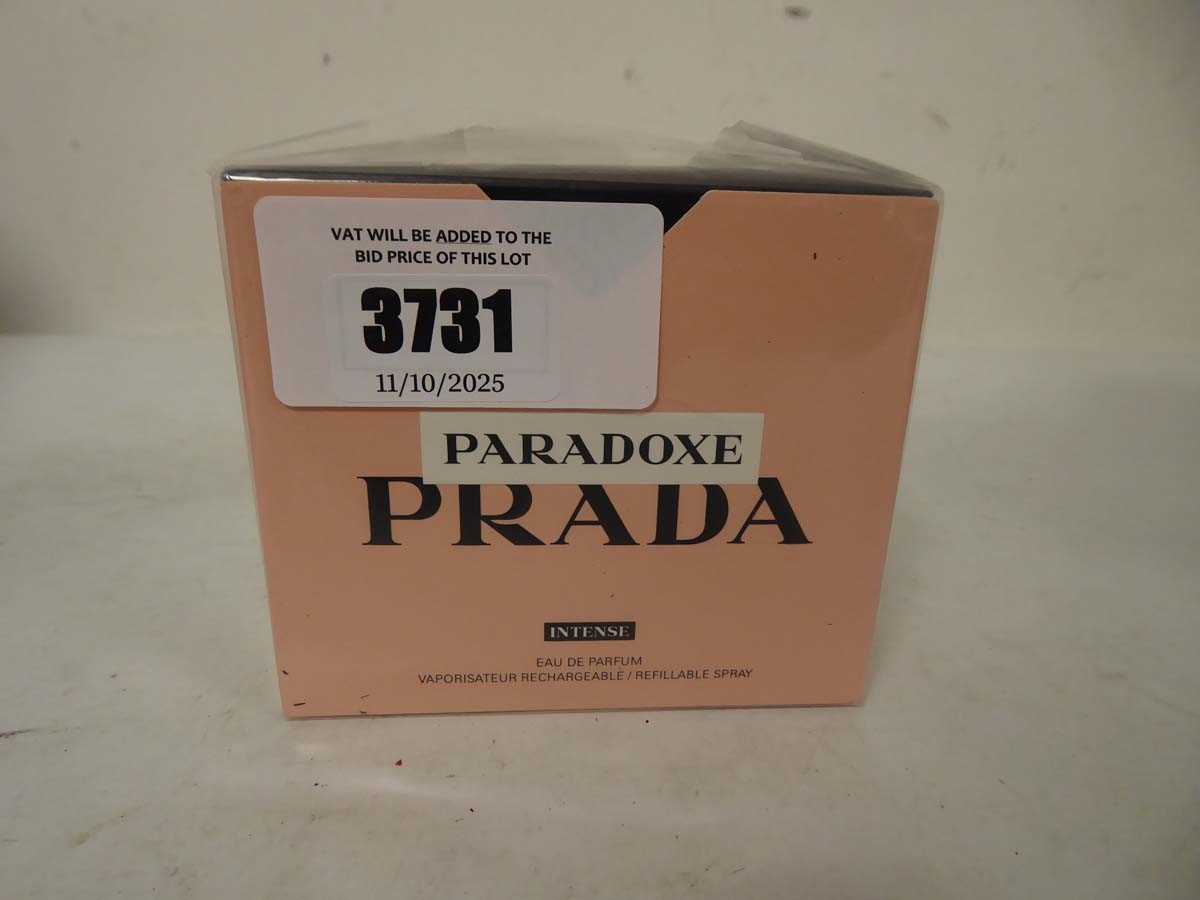 VAT WILL BE ADDED TO THE
BID PRICE OF THIS LOT
3731
11/10/2025
PARADOXE
PRADA
INTENSE
EAU DE PARFUM
VAPORISATEUR RECHARGEABLE / REFILLABLE SPRAY